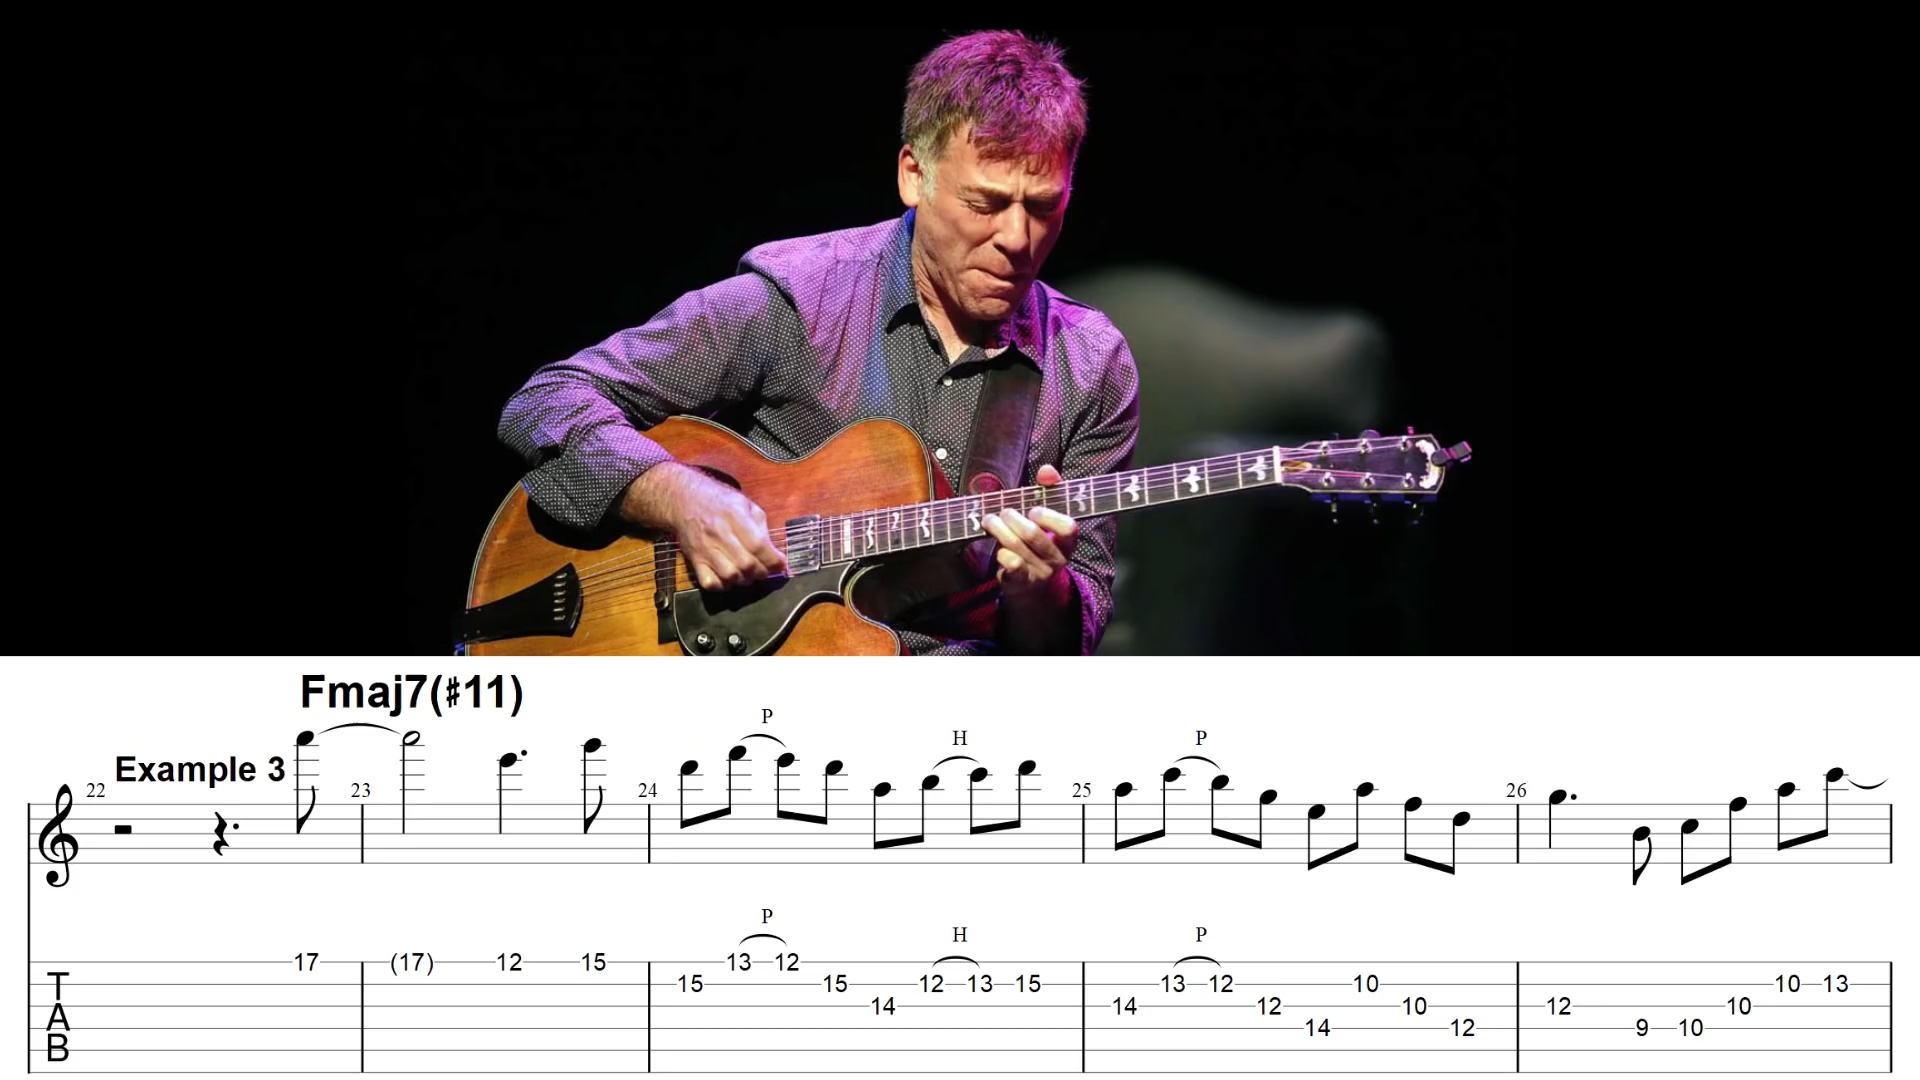 Fmaj7(♯11)
P
H
P
Example 3
22
23
24
25
26
P
H
P
17 (17) 12 15 13 12
15 15 12 13 15 13 12 10 10 13
T
14 14 12 10 12 10
A
14 12 9 10
B